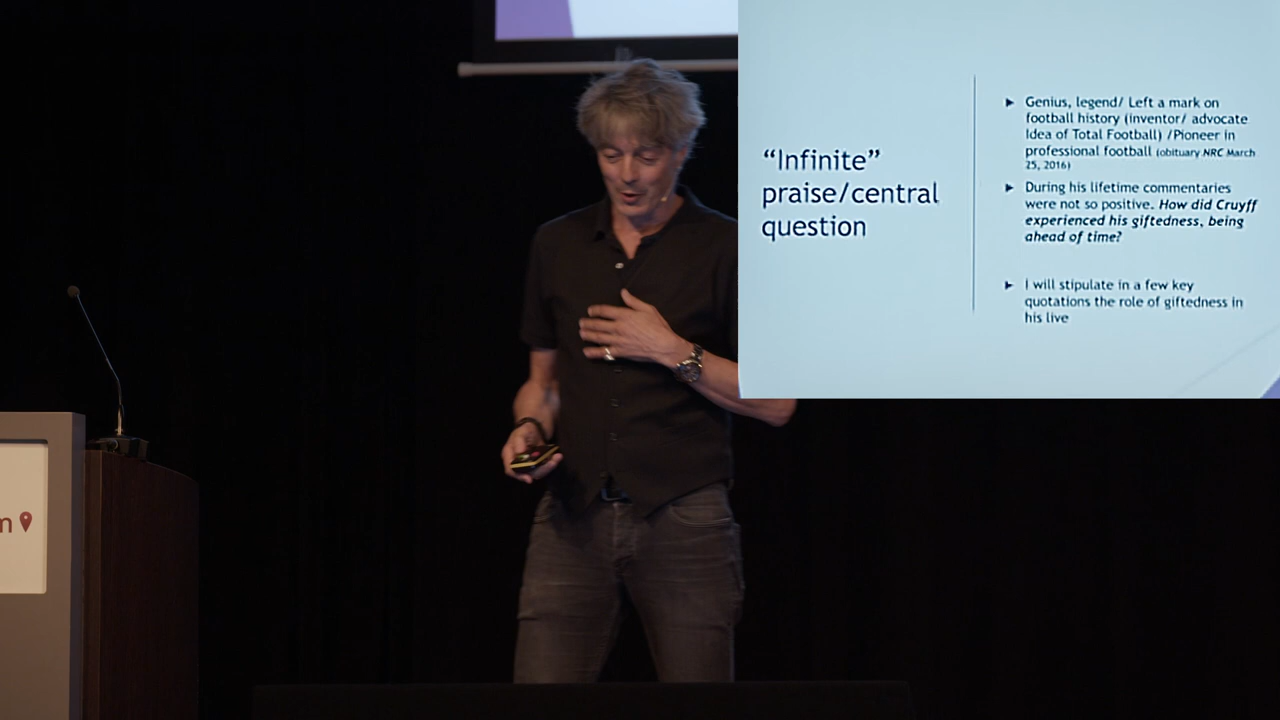 “Infinite”
praise/central
question
Genius, legend/ Left a mark on
football history (inventor/ advocate
Idea of Total Football) /Pioneer in
professional football (obituary NRC March
25, 2016)
During his lifetime commentaries
were not so positive. How did Cruyff
experienced his giftedness, being
ahead of time?
I will stipulate in a few key
quotations the role of giftedness in
his live
m